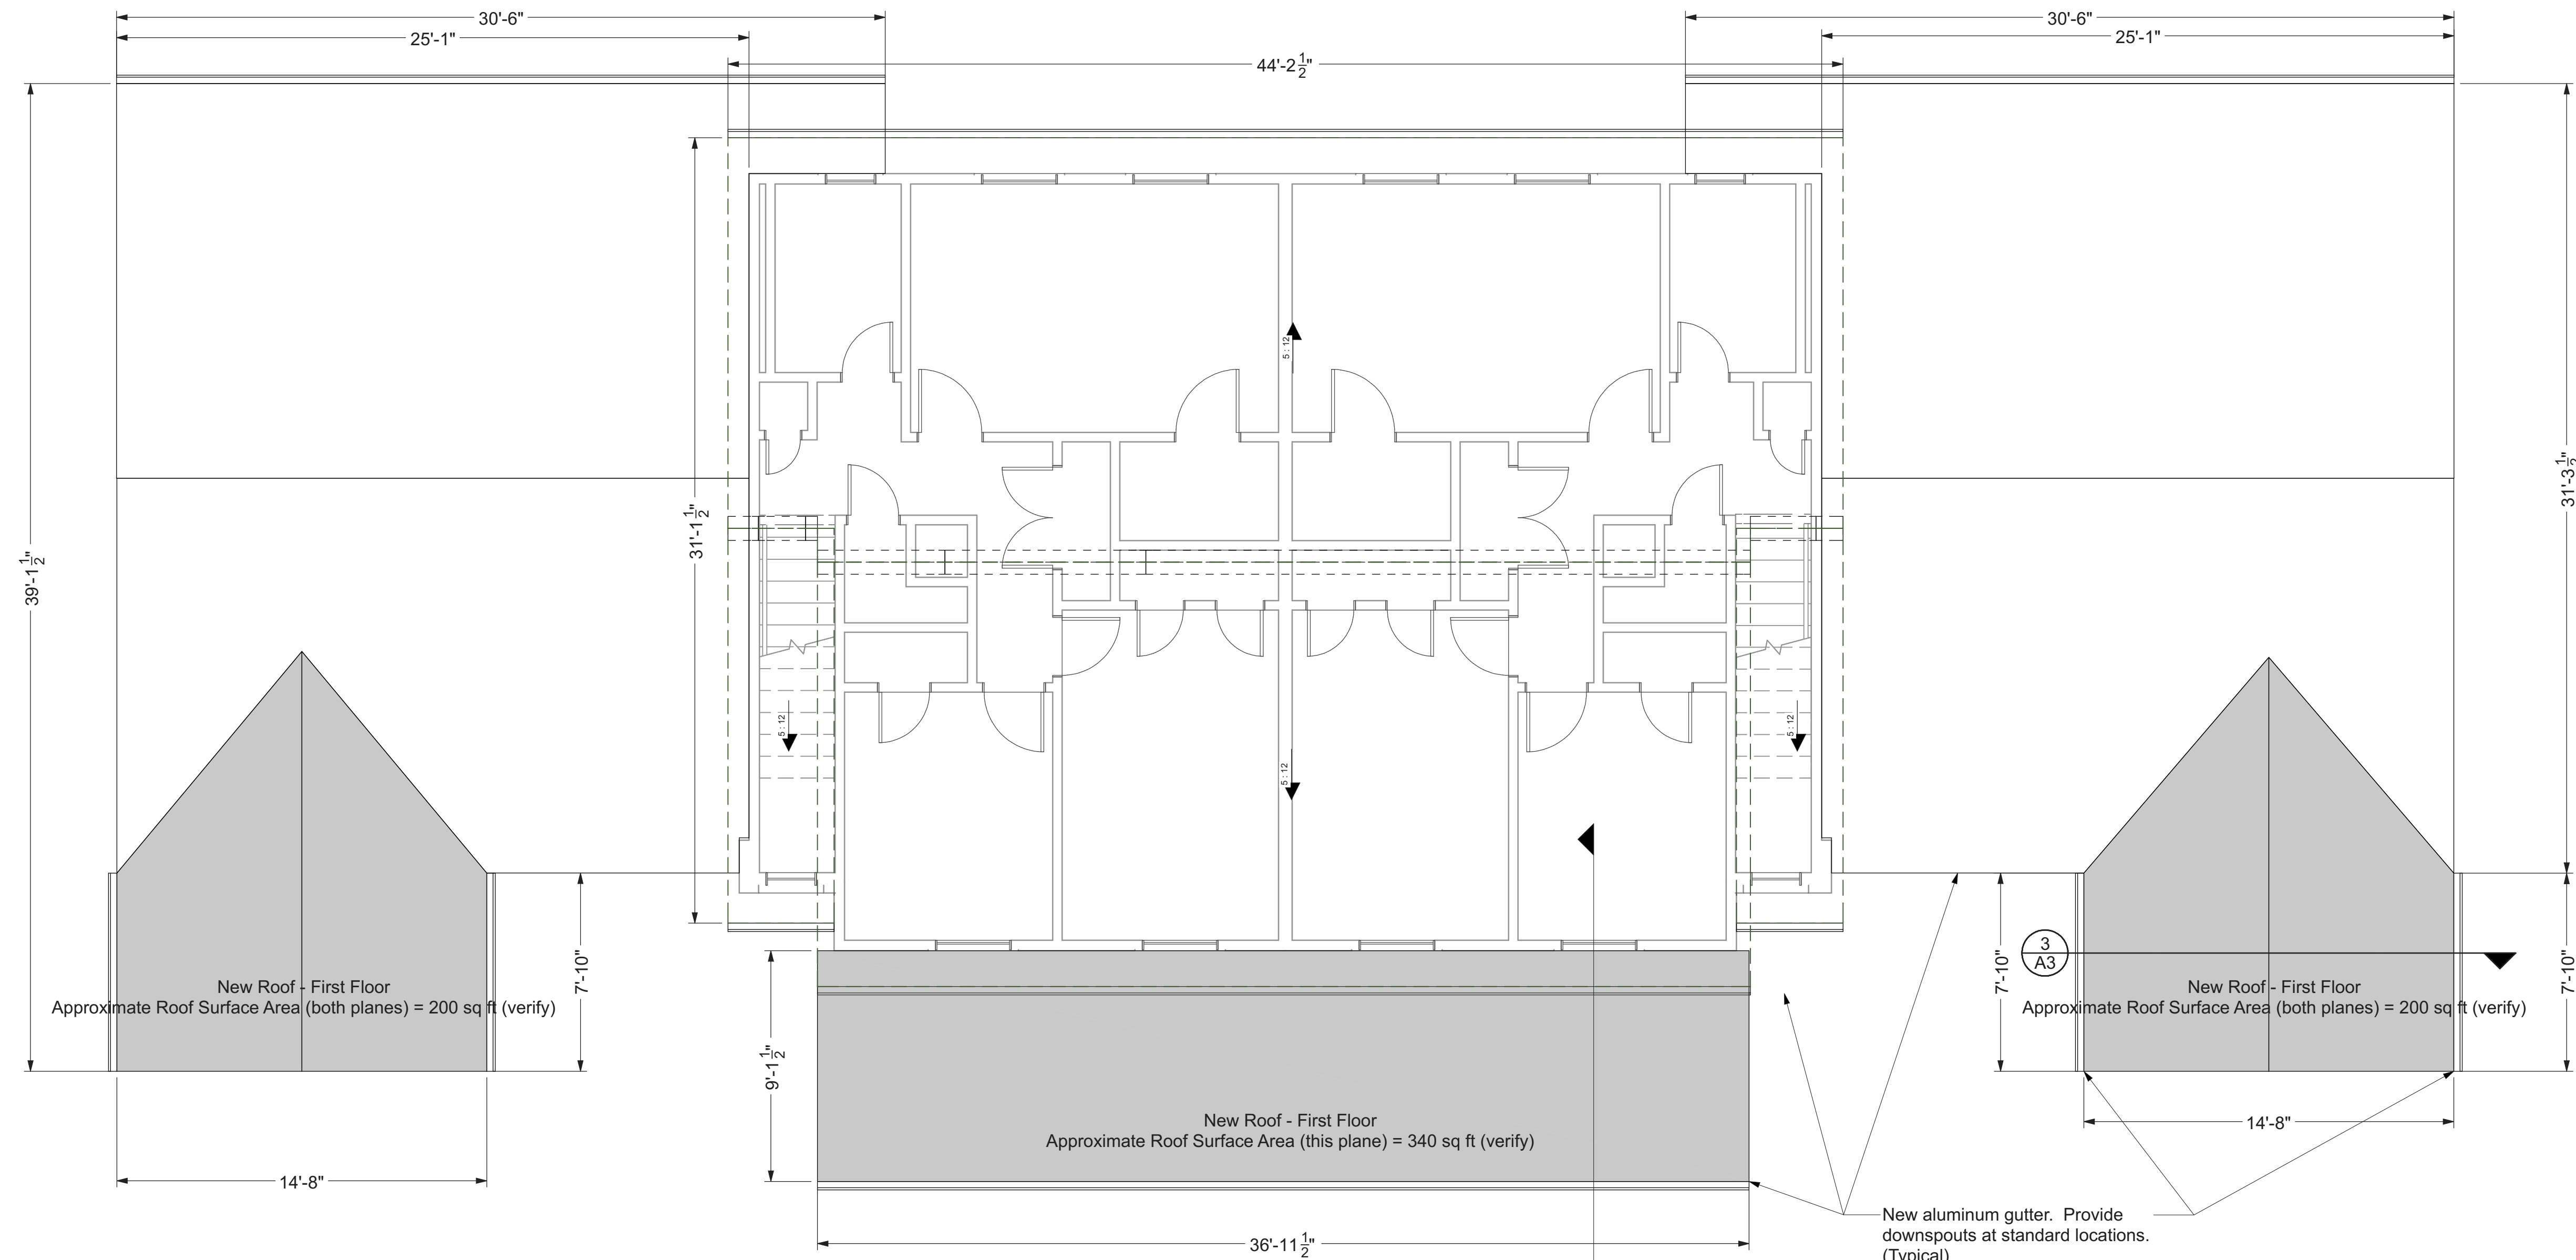 30'-6"
30'-6"
25'-1"
25'-1"
44'-2 1/2"
5 : 12
31'-3 1/2"
31'-1 1/2"
39'-1 1/2"
5 : 12
5 : 12
5 : 12
3
A3
7'-10"
7'-10"
7'-10"
New Roof - First Floor
Approximate Roof Surface Area (both planes) = 200 sq ft (verify)
New Roof - First Floor
Approximate Roof Surface Area (both planes) = 200 sq ft (verify)
9'-1 1/2"
New Roof - First Floor
Approximate Roof Surface Area (this plane) = 340 sq ft (verify)
14'-8"
14'-8"
New aluminum gutter. Provide
downspouts at standard locations.
(Typical)
36'-11 1/2"